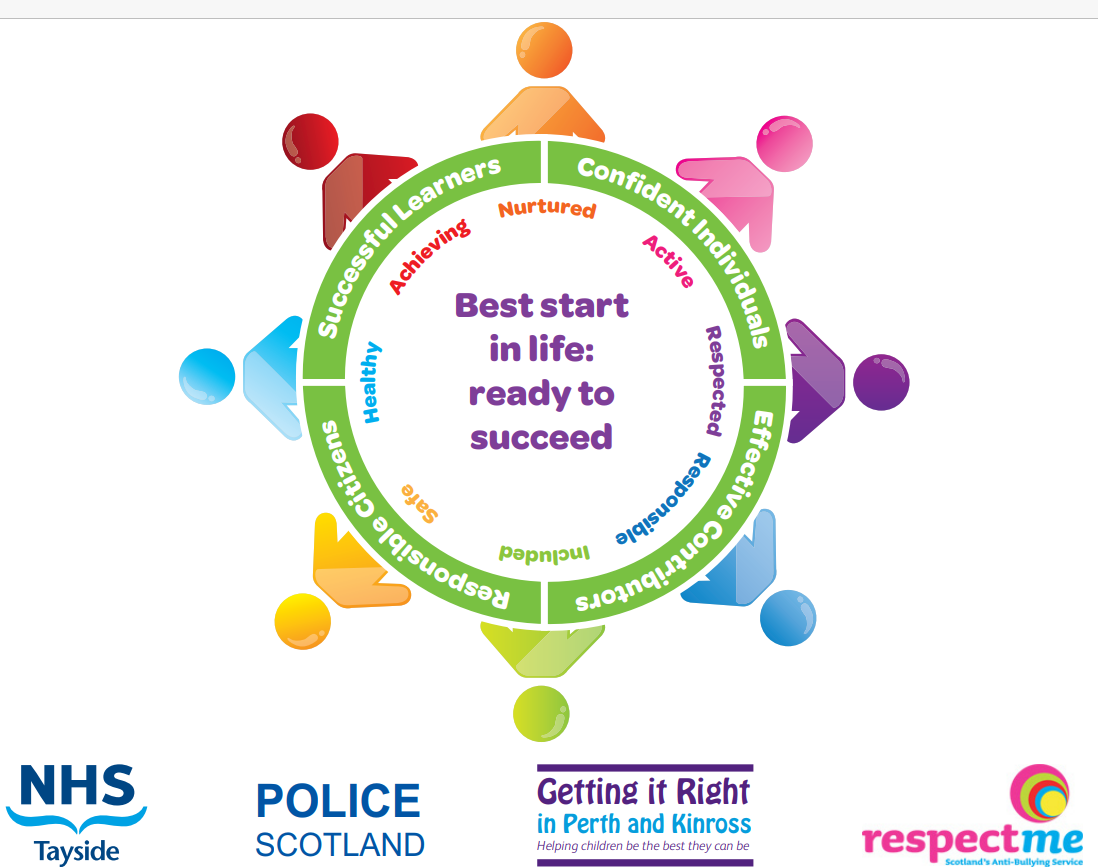 Successful Learners
Confident Individuals
Nurtured
Achieving
Active
Best start
in life:
ready to
succeed
Healthy
Respected
Safe
Responsible
Included
Responsible Citizens
Effective Contributors
NHS
Tayside
POLICE
SCOTLAND
Getting it Right
in Perth and Kinross
Helping children be the best they can be
respectme
Scotland's Anti-Bullying Service